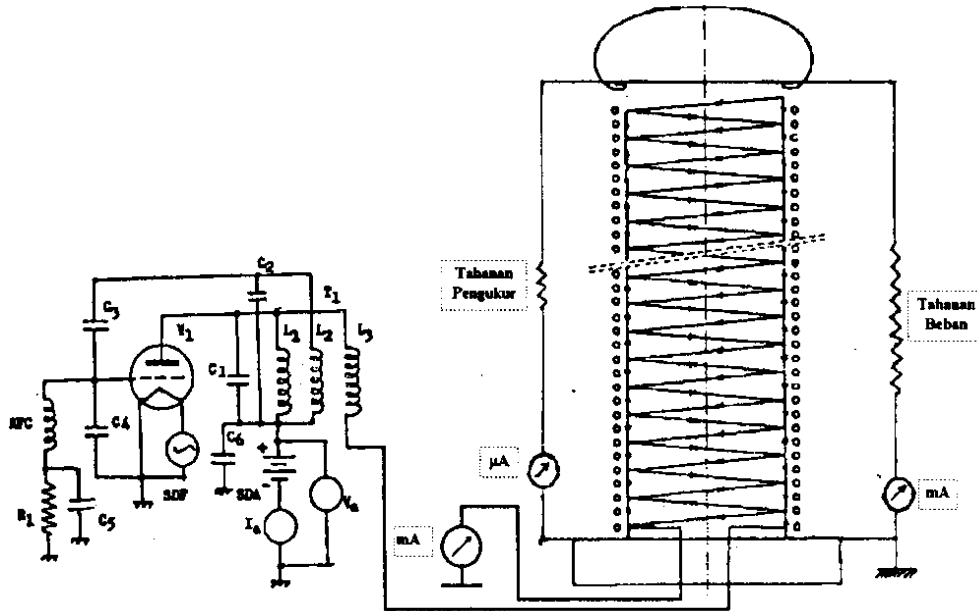 C2
T1
C3
V1
L2
L2
L3
C1
RFC
C4
C6
+
SDA
-
SDF
Va
R1
C5
Ia
mA
Tahanan
Pengukur
µA
Tahanan
Beban
mA